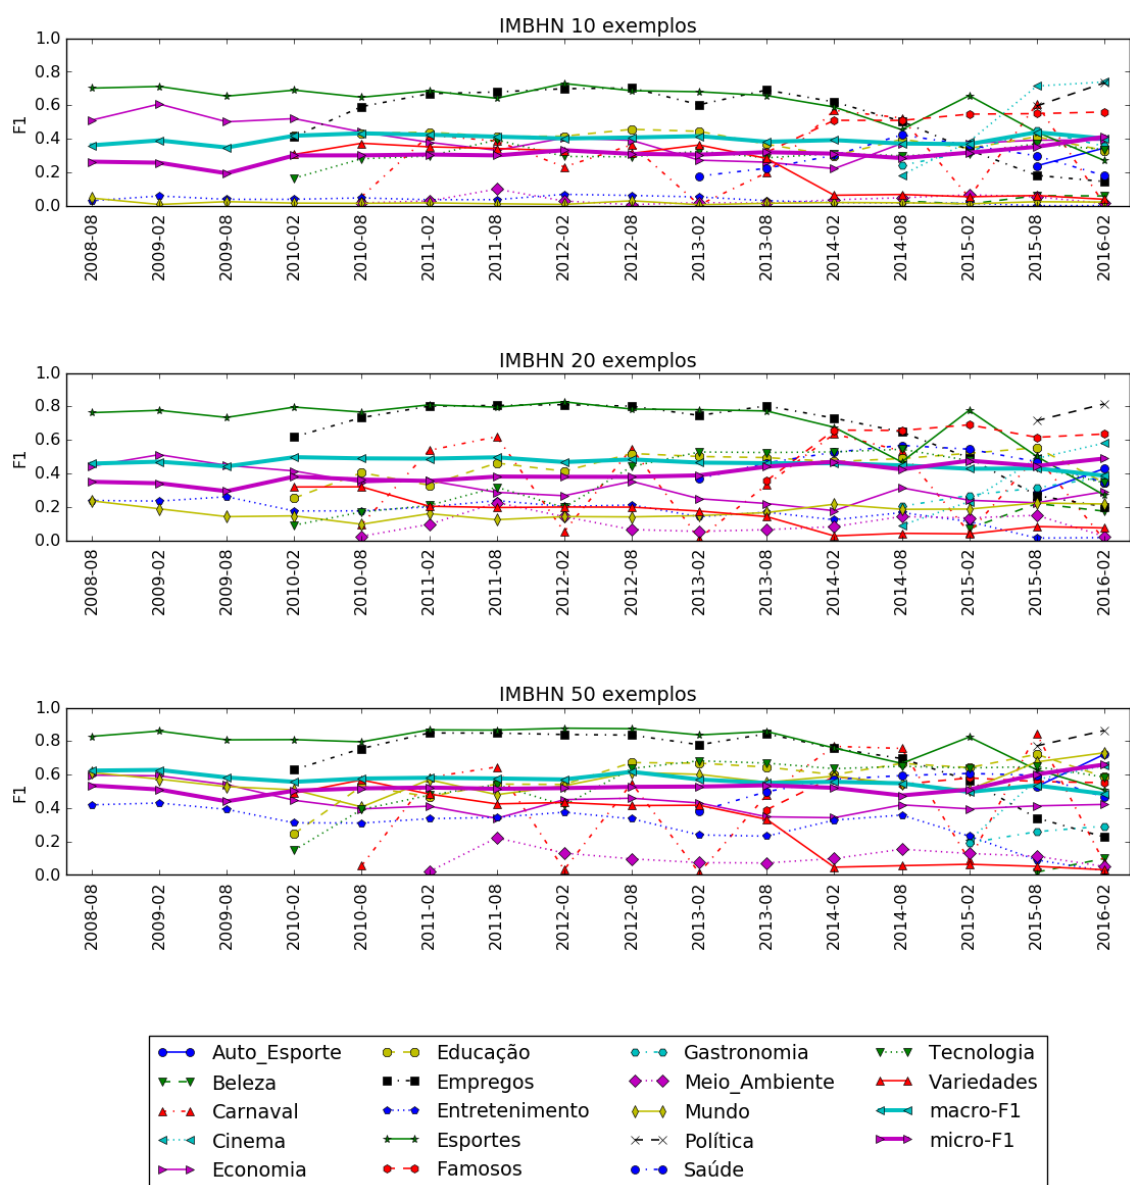 IMBHN 10 exemplos
1.0
0.8
0.6
0.4
0.2
0.0
F1
2008-08 2009-02 2009-08 2010-02 2010-08 2011-02 2011-08 2012-02 2012-08 2013-02 2013-08 2014-02 2014-08 2015-02 2015-08 2016-02
IMBHN 20 exemplos
1.0
0.8
0.6
0.4
0.2
0.0
F1
2008-08 2009-02 2009-08 2010-02 2010-08 2011-02 2011-08 2012-02 2012-08 2013-02 2013-08 2014-02 2014-08 2015-02 2015-08 2016-02
IMBHN 50 exemplos
1.0
0.8
0.6
0.4
0.2
0.0
F1
2008-08 2009-02 2009-08 2010-02 2010-08 2011-02 2011-08 2012-02 2012-08 2013-02 2013-08 2014-02 2014-08 2015-02 2015-08 2016-02
Auto_Esporte Educação Gastronomia Tecnologia
Beleza Empregos Meio_Ambiente Variedades
Carnaval Entretenimento Mundo macro-F1
Cinema Esportes Política micro-F1
Economia Famosos Saúde